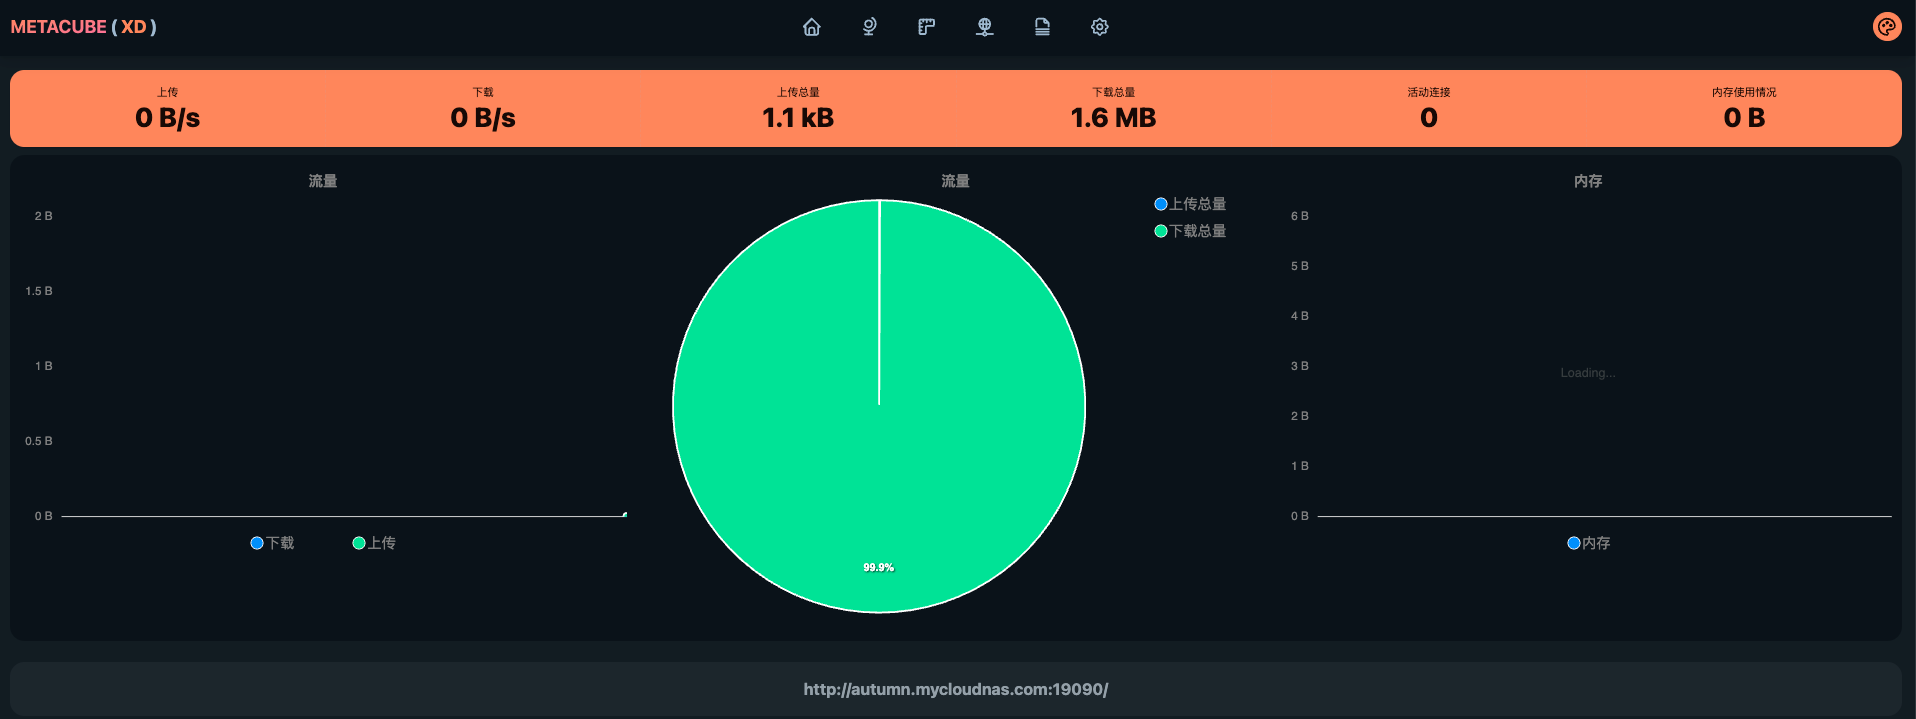 METACUBE ( XD )
上传
0 B/s
下载
0 B/s
上传总量
1.1 kB
下载总量
1.6 MB
活动连接
0
内存使用情况
0 B
流量
2 B
1.5 B
1 B
0.5 B
0 B
下载
上传
流量
上传总量
下载总量
99.9%
内存
6 B
5 B
4 B
3 B
2 B
1 B
0 B
Loading...
内存
http://autumn.mycloudnas.com:19090/